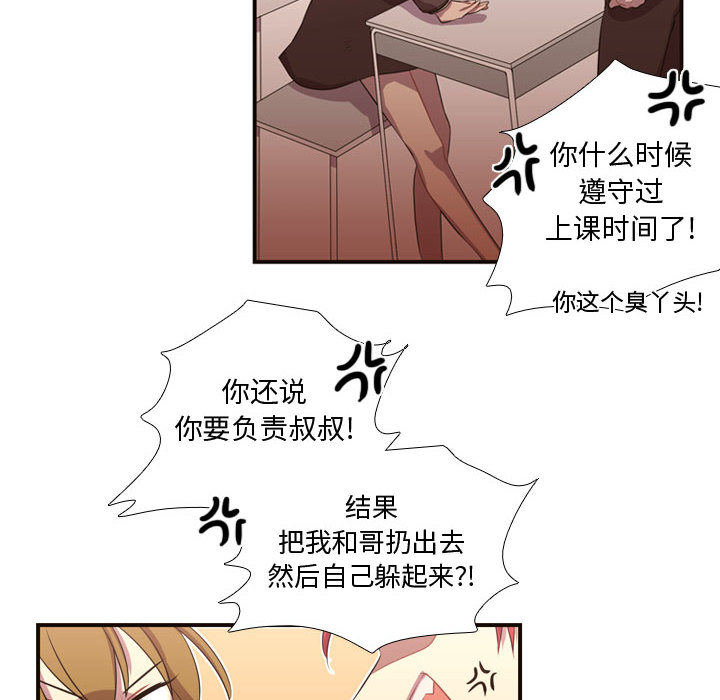 你什么时候
遵守过
上课时间了!
你这个臭丫头!
你还说
你要负责叔叔!
结果
把我和哥扔出去
然后自己躲起来?!